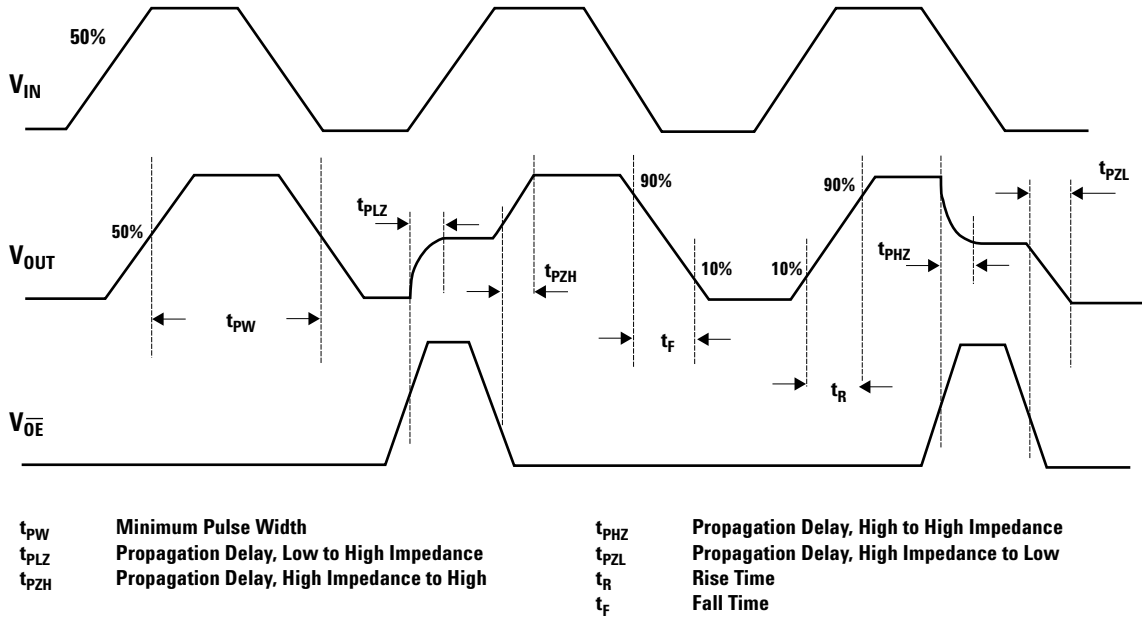 50%
VIN
tPZL
90%
90%
tPLZ
50%
VOUT
tPHZ
10%
10%
tPZH
tPW
tF
tR
VO̅E̅
tPW Minimum Pulse Width
tPLZ Propagation Delay, Low to High Impedance
tPZH Propagation Delay, High Impedance to High
tPHZ Propagation Delay, High to High Impedance
tPZL Propagation Delay, High Impedance to Low
tR Rise Time
tF Fall Time